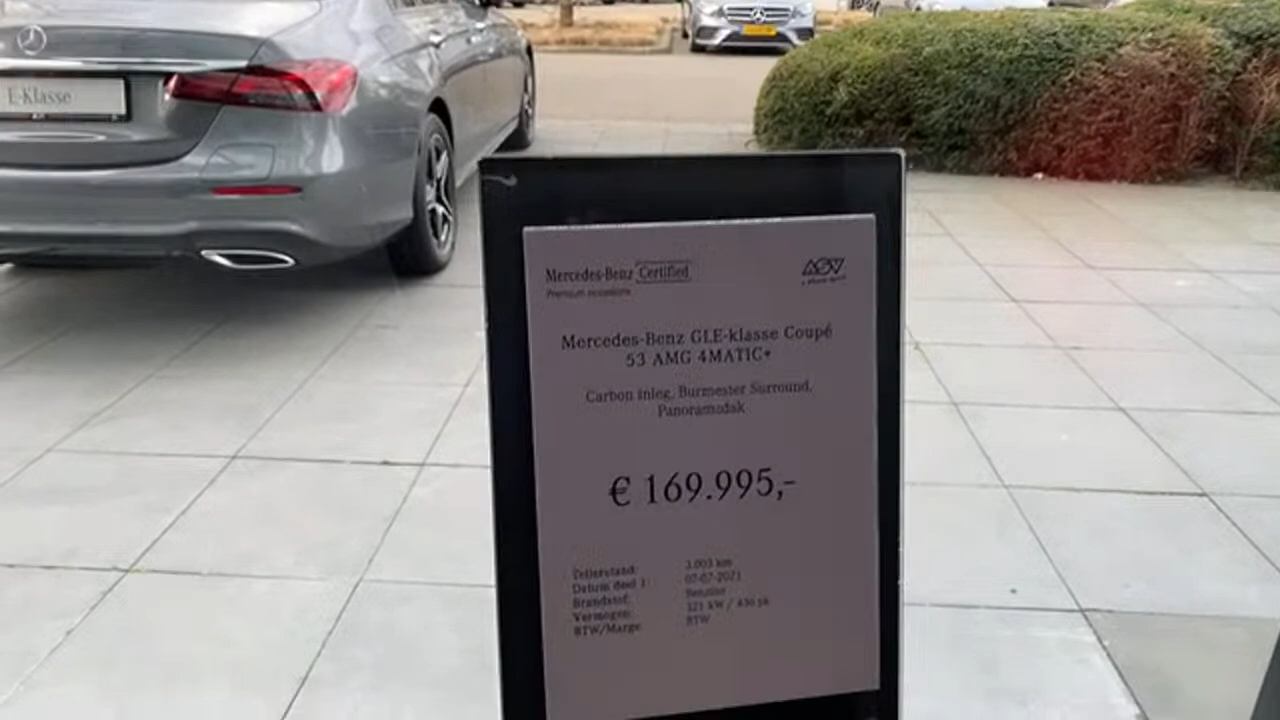 E-Klasse
Mercedes-Benz Certified
Premium occasions
ASV
Mercedes-Benz GLE-klasse Coupé
53 AMG 4MATIC+
Carbon inleg, Burmester Surround,
Panoramadak
€ 169.995,-
Tellerstand: 3.003 km
Datum deel 1: 07-07-2021
Brandstof: Benzine
Vermogen: 321 kW / 436 pk
BTW/Marge: BTW